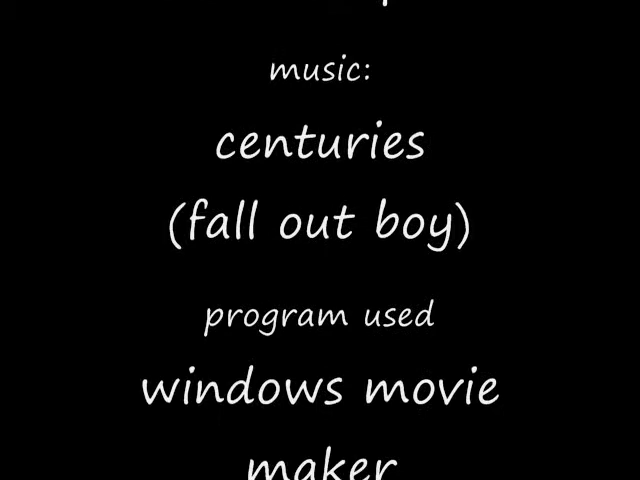 music:
centuries
(fall out boy)
program used
windows movie
maker